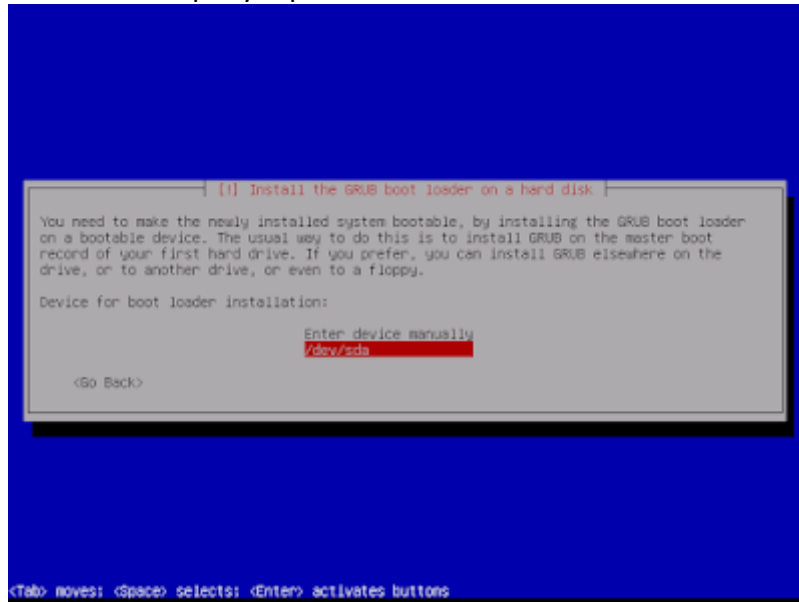 [!] Install the GRUB boot loader on a hard disk
You need to make the newly installed system bootable, by installing the GRUB boot loader
on a bootable device. The usual way to do this is to install GRUB on the master boot
record of your first hard drive. If you prefer, you can install GRUB elsewhere on the
drive, or to another drive, or even to a floppy.
Device for boot loader installation:
Enter device manually
/dev/sda
<Go Back>
<Tab> moves; <Space> selects; <Enter> activates buttons